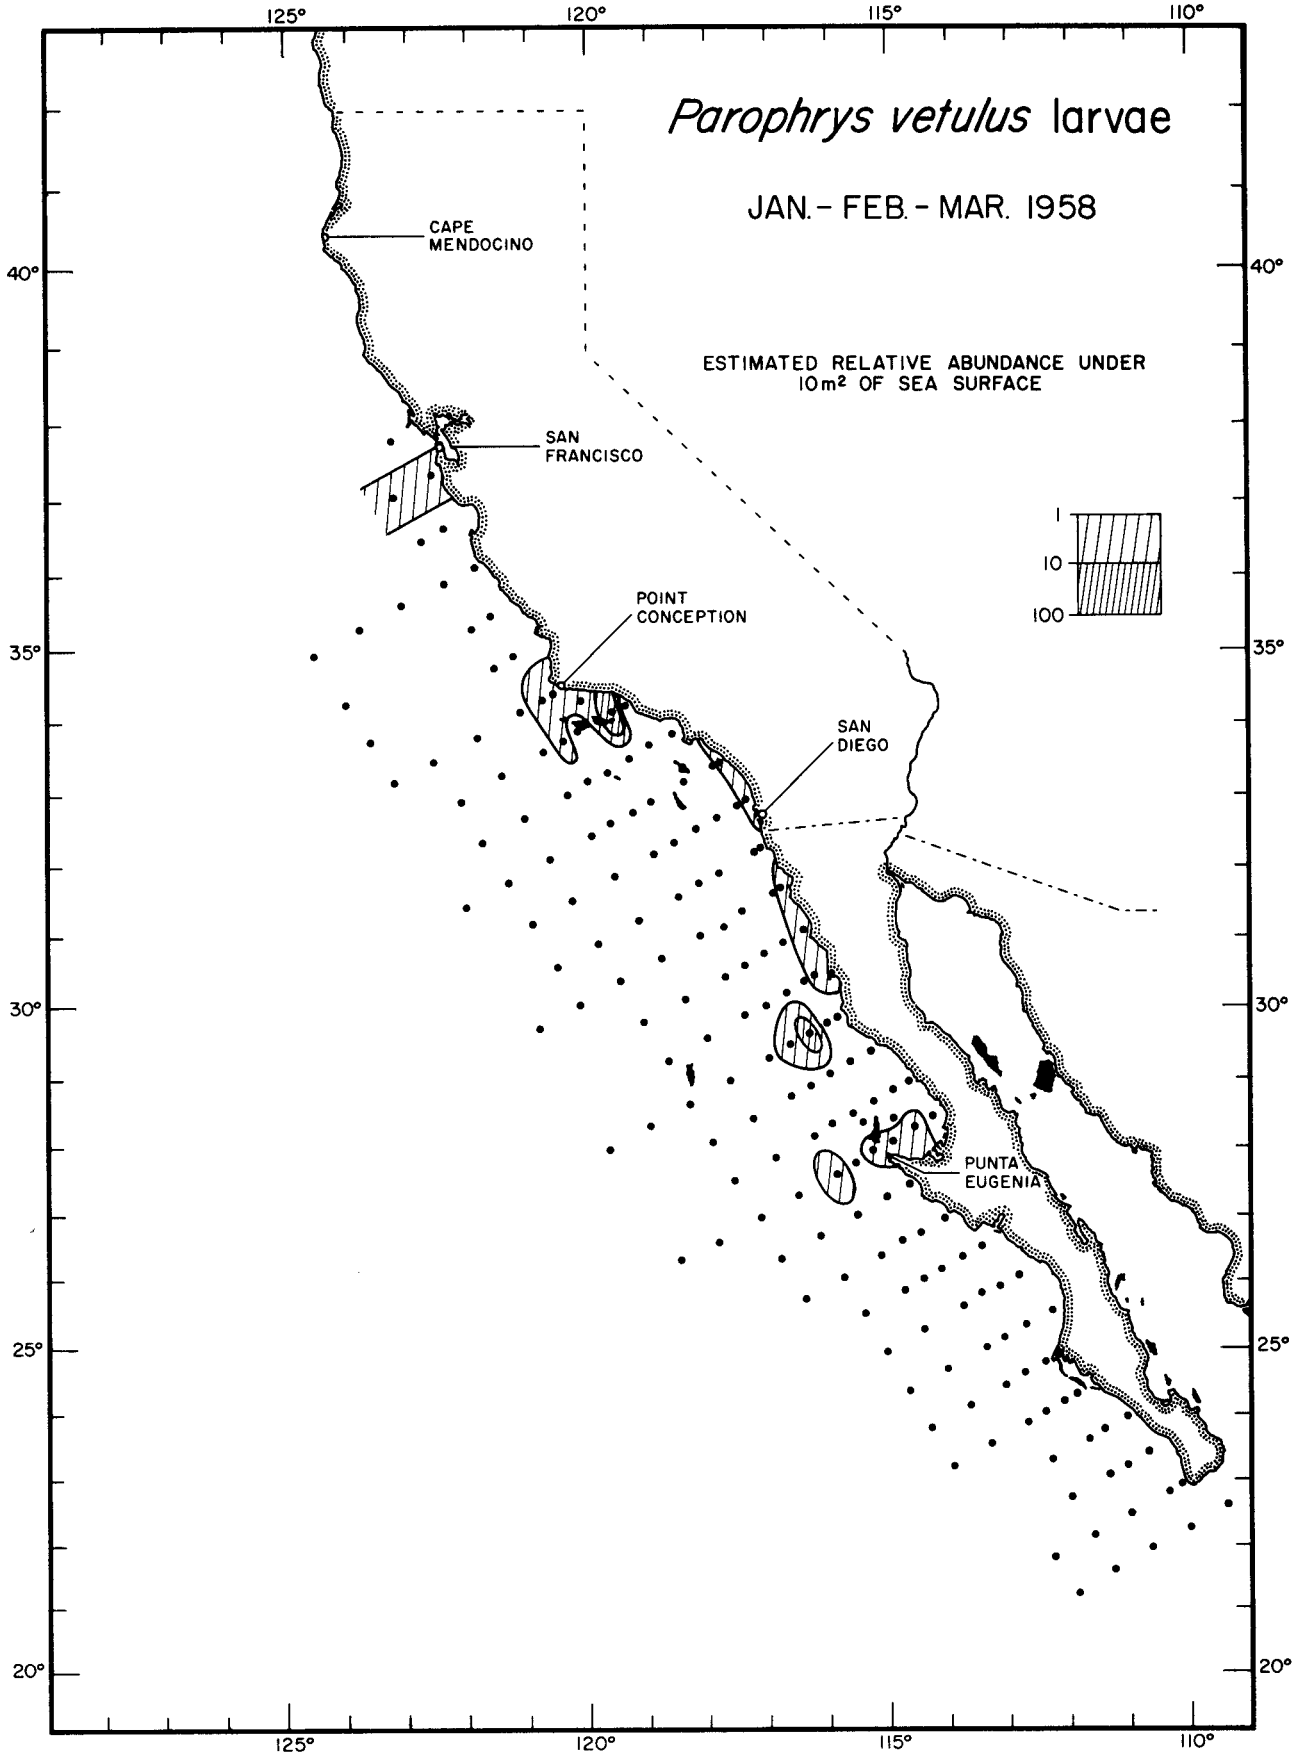 125° 120° 115° 110°
Parophrys vetulus larvae
JAN. - FEB. - MAR. 1958
CAPE
MENDOCINO
40° 40°
ESTIMATED RELATIVE ABUNDANCE UNDER
10m² OF SEA SURFACE
SAN
FRANCISCO
1
10
100
POINT
CONCEPTION
35° 35°
SAN
DIEGO
30° 30°
PUNTA
EUGENIA
25° 25°
20° 20°
125° 120° 115° 110°